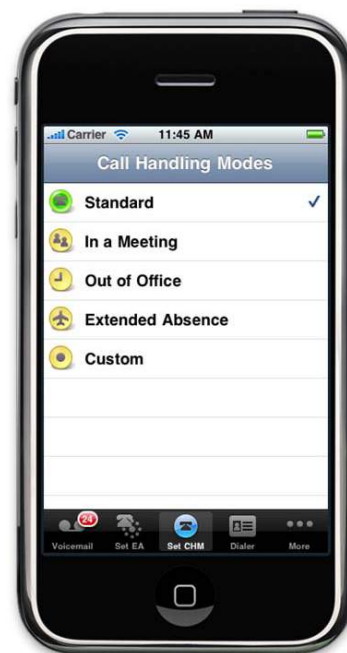 Carrier 11:45 AM
Call Handling Modes
Standard
In a Meeting
Out of Office
Extended Absence
Custom
24
Voicemail Set EA Set CHM Dialer More